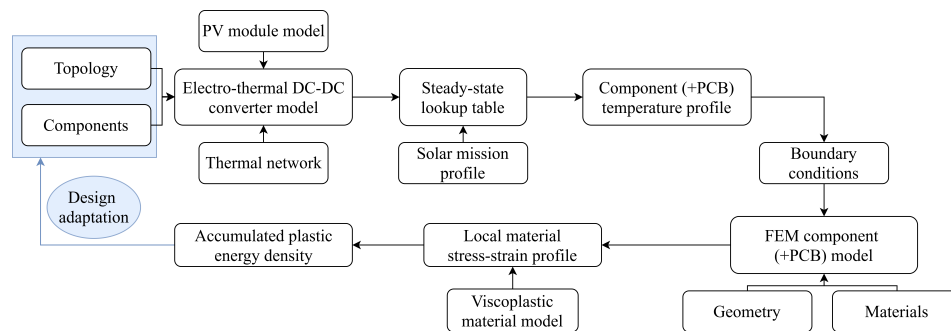 PV module model
Topology
Components
Electro-thermal DC-DC
converter model
Steady-state
lookup table
Component (+PCB)
temperature profile
Thermal network
Solar mission
profile
Boundary
conditions
Design
adaptation
Accumulated plastic
energy density
Local material
stress-strain profile
FEM component
(+PCB) model
Viscoplastic
material model
Geometry
Materials